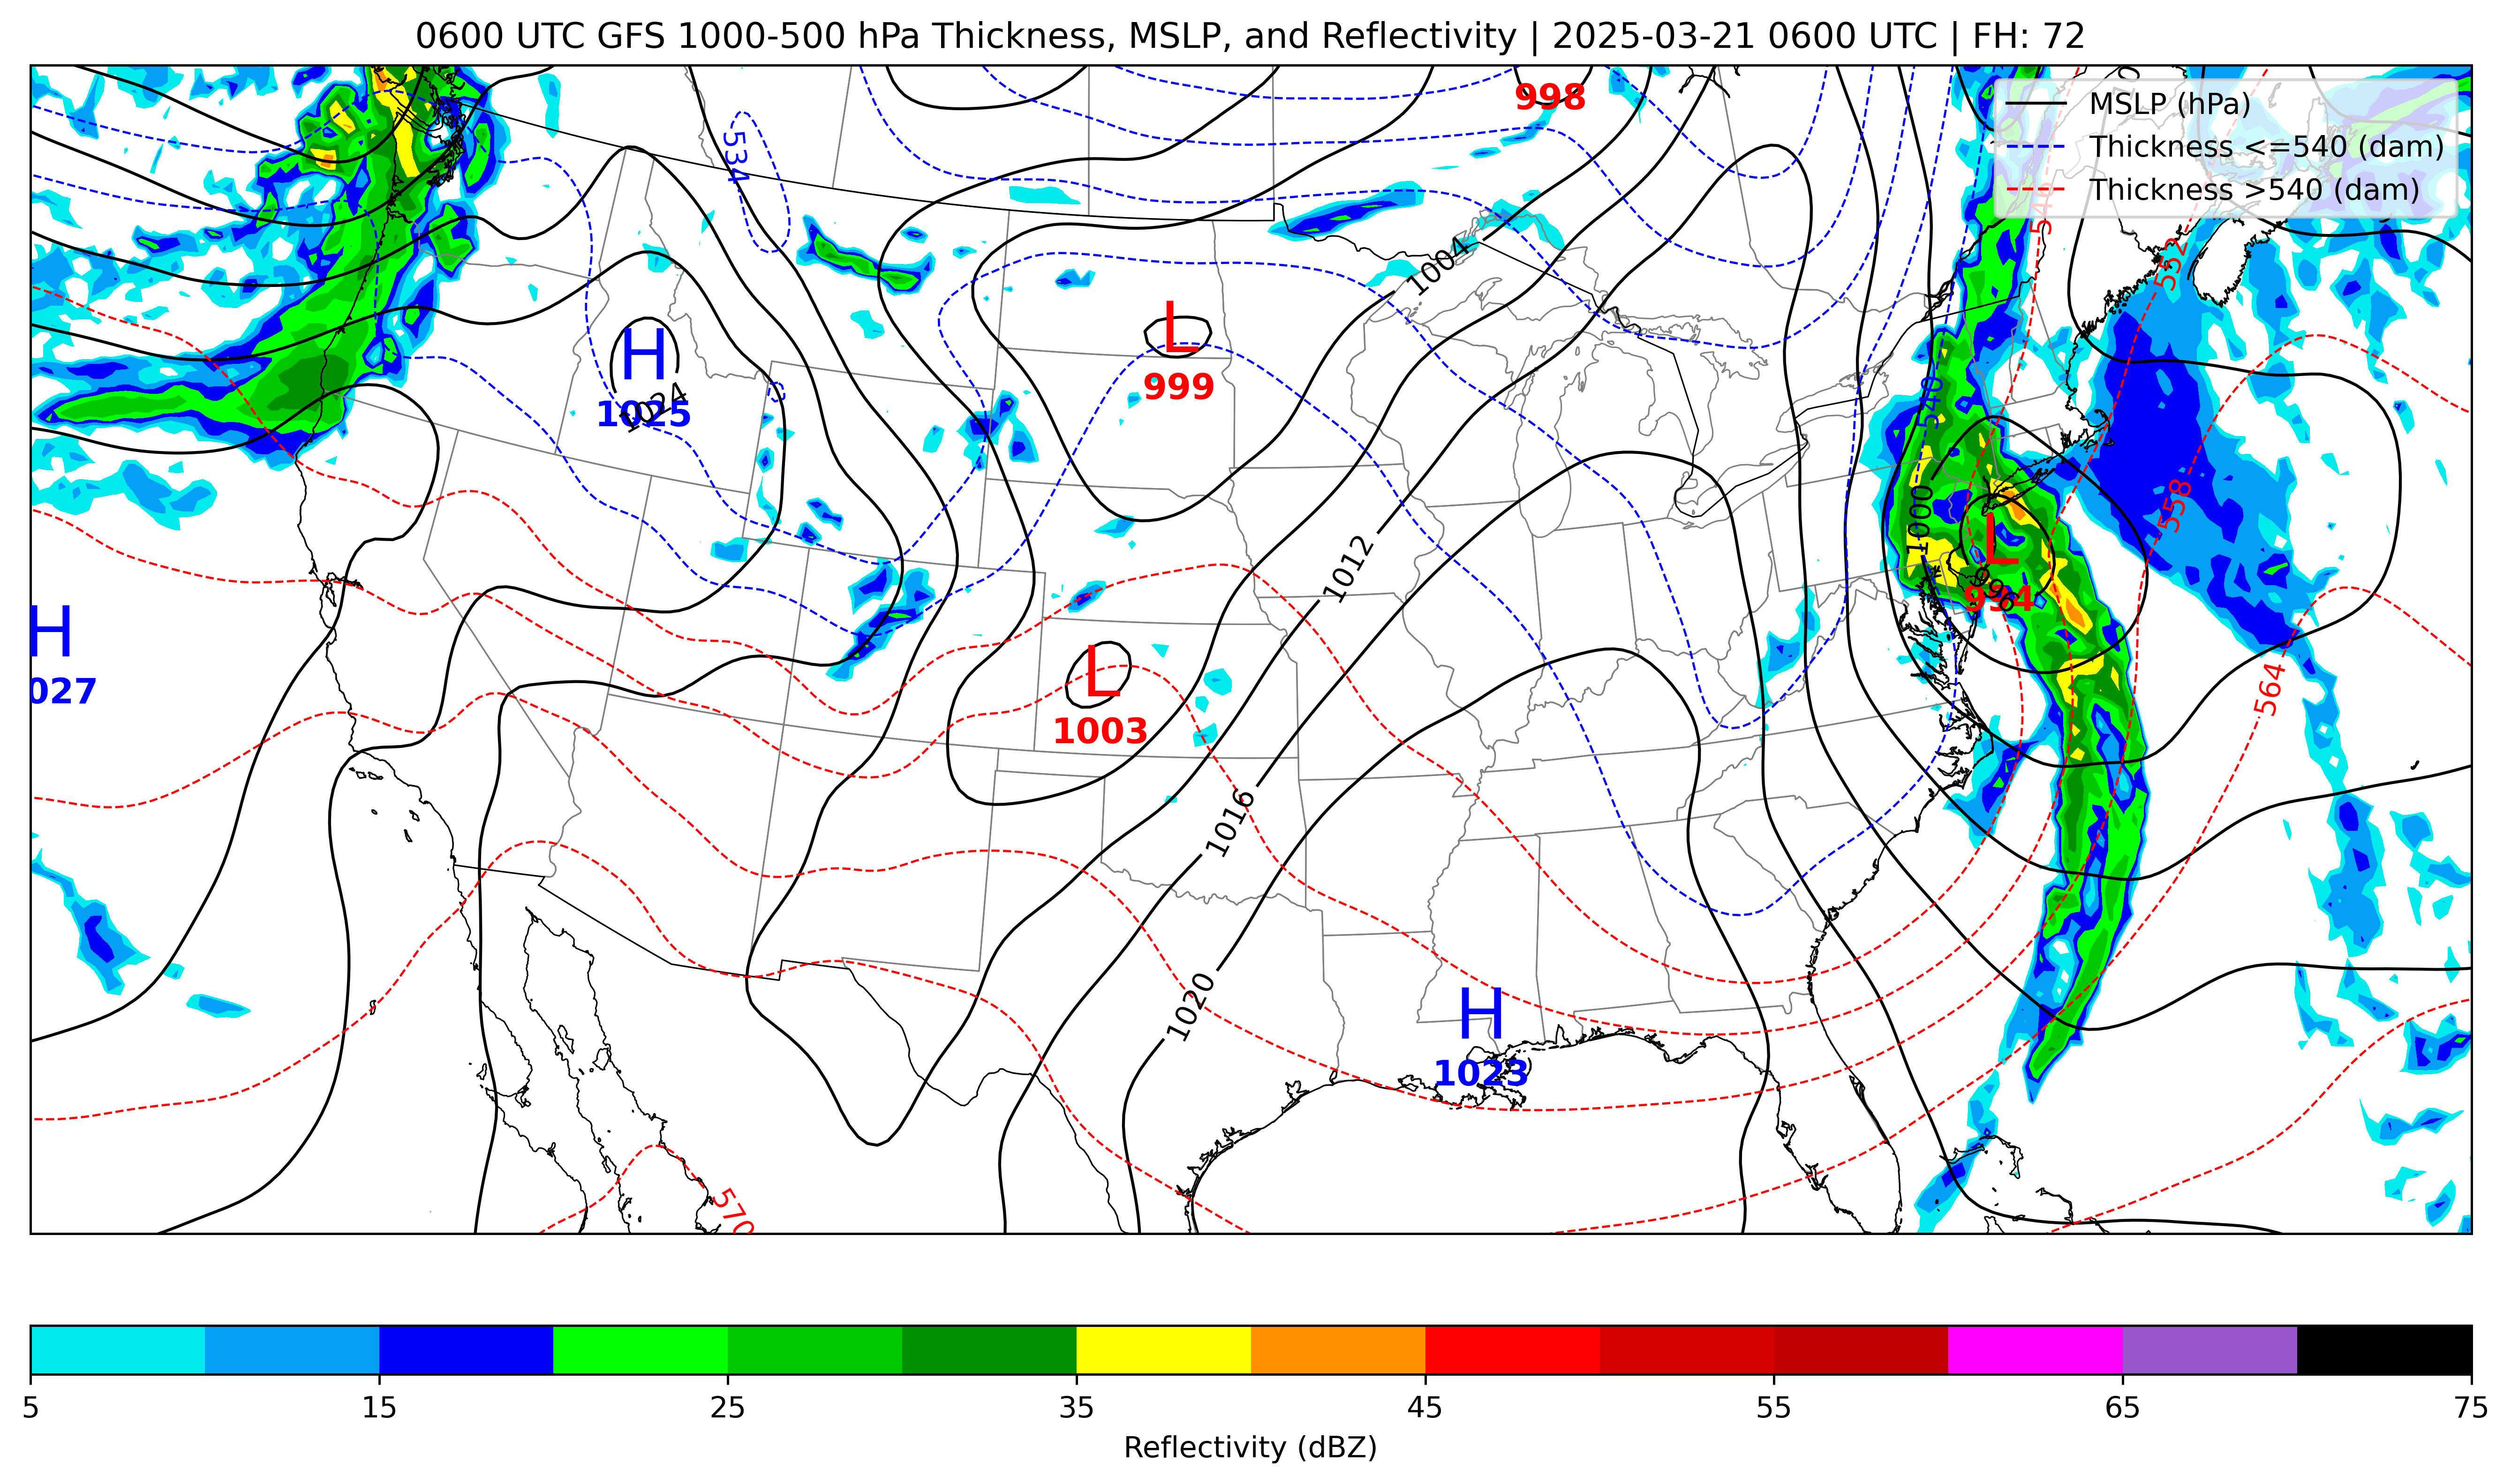 0600 UTC GFS 1000-500 hPa Thickness, MSLP, and Reflectivity | 2025-03-21 0600 UTC | FH: 72
998
MSLP (hPa)
Thickness <=540 (dam)
Thickness >540 (dam)
534
552
1004
L
999
H
1025
1024
540
1000
558
L
994
996
1012
H
027
L
1003
564
1016
1020
H
1023
570
5 15 25 35 45 55 65 75
Reflectivity (dBZ)